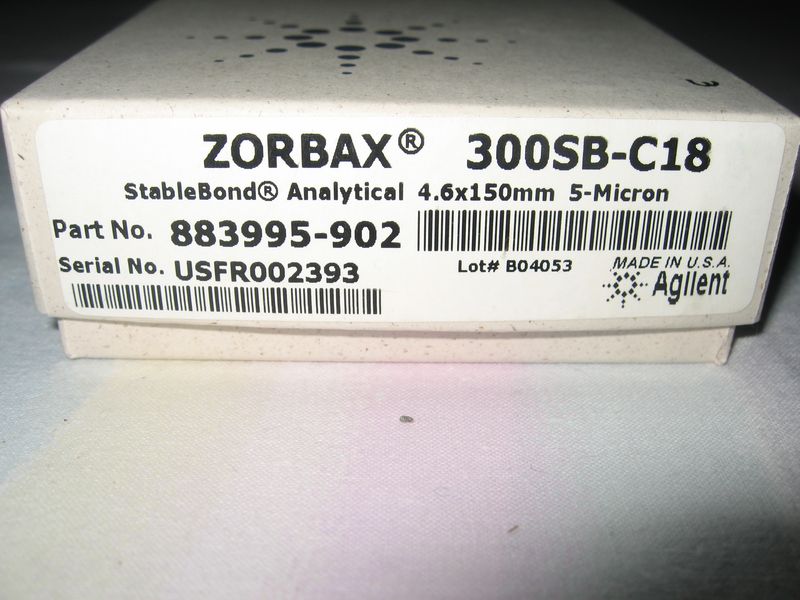 3
ZORBAX® 300SB-C18
StableBond® Analytical 4.6x150mm 5-Micron
Part No. 883995-902
Serial No. USFR002393
Lot# B04053
MADE IN U.S.A.
Agilent